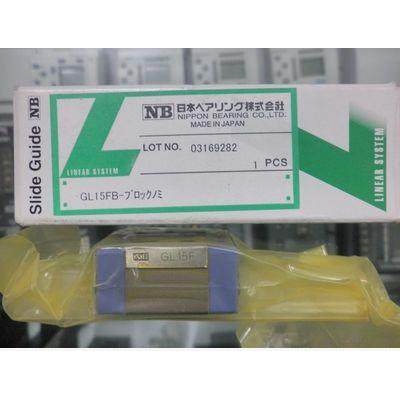 Slide Guide NB
NB 日本ベアリング株式会社
NIPPON BEARING CO.,LTD.
MADE IN JAPAN
LOT NO. 03169282
1 PCS
GL15FB-ブロックノミ
LINEAR SYSTEM
LINEAR SYSTEM
GL15F